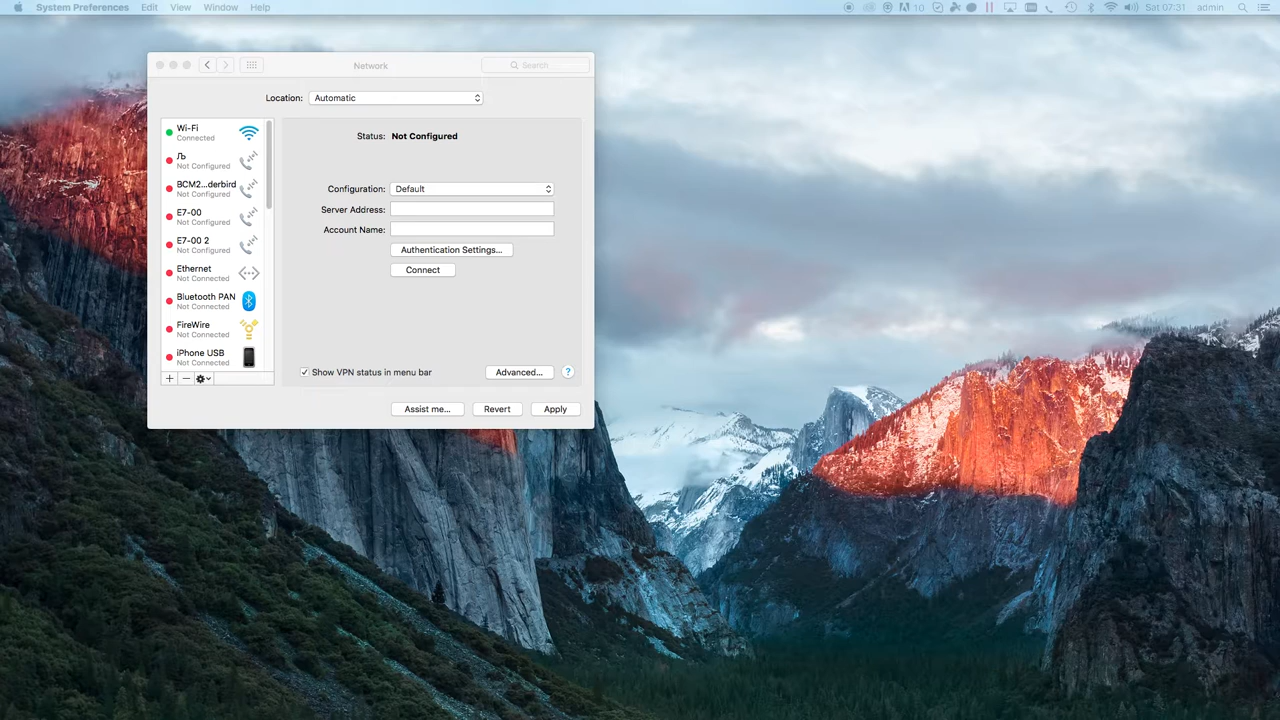 System Preferences Edit View Window Help
10 Sat 07:31 admin
Network
Search
Location: Automatic
Wi-Fi
Connected
Љ
Not Configured
BCM2...derbird
Not Configured
E7-00
Not Configured
E7-00 2
Not Configured
Ethernet
Not Connected
Bluetooth PAN
Not Connected
FireWire
Not Connected
iPhone USB
Not Connected
Status: Not Configured
Configuration: Default
Server Address:
Account Name:
Authentication Settings...
Connect
Show VPN status in menu bar
Advanced...
?
Assist me...
Revert
Apply